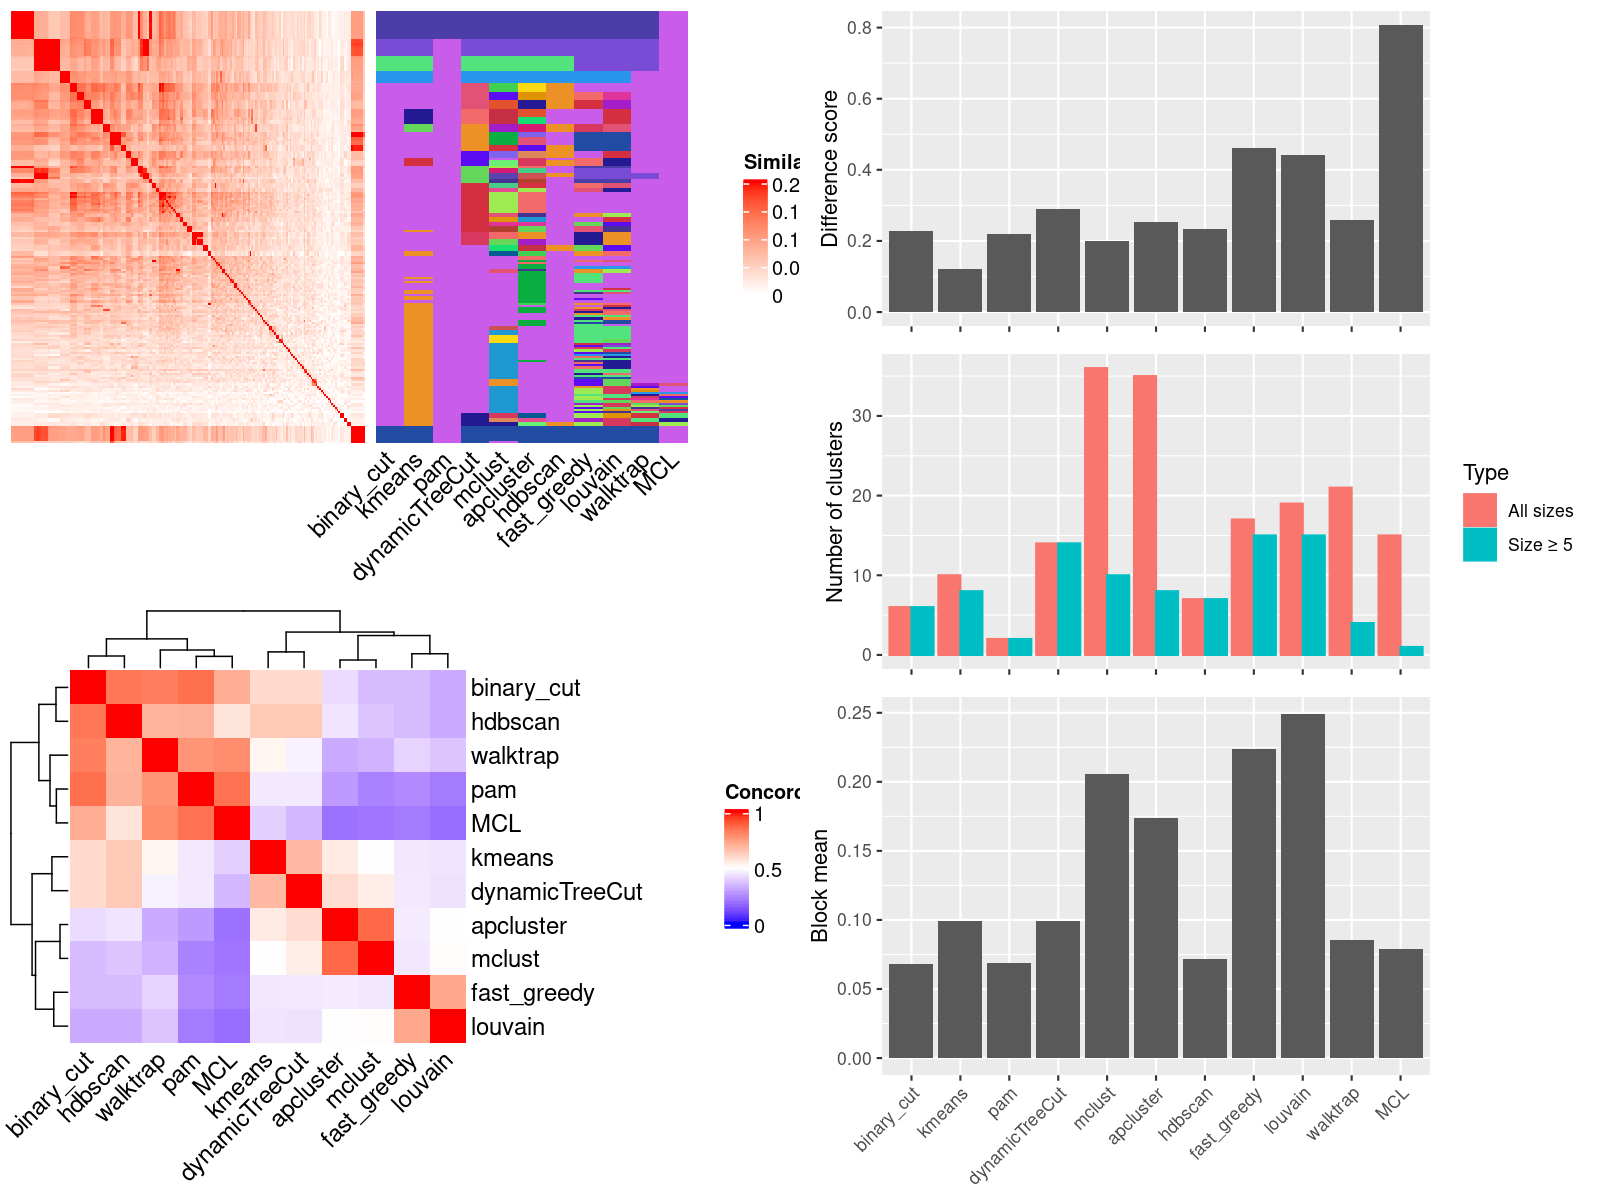 Simila
0.2
0.1
0.1
0.0
0
binary_cut
kmeans
pam
dynamicTreeCut
mclust
apcluster
hdbscan
fast_greedy
louvain
walktrap
MCL
binary_cut
hdbscan
walktrap
pam
MCL
kmeans
dynamicTreeCut
apcluster
mclust
fast_greedy
louvain
Concord
1
0.5
0
binary_cut
hdbscan
walktrap
pam
MCL
kmeans
dynamicTreeCut
apcluster
mclust
fast_greedy
louvain
Difference score
0.8
0.6
0.4
0.2
0.0
Number of clusters
30
20
10
0
Type
All sizes
Size ≥ 5
Block mean
0.25
0.20
0.15
0.10
0.05
0.00
binary_cut
kmeans
pam
dynamicTreeCut
mclust
apcluster
hdbscan
fast_greedy
louvain
walktrap
MCL